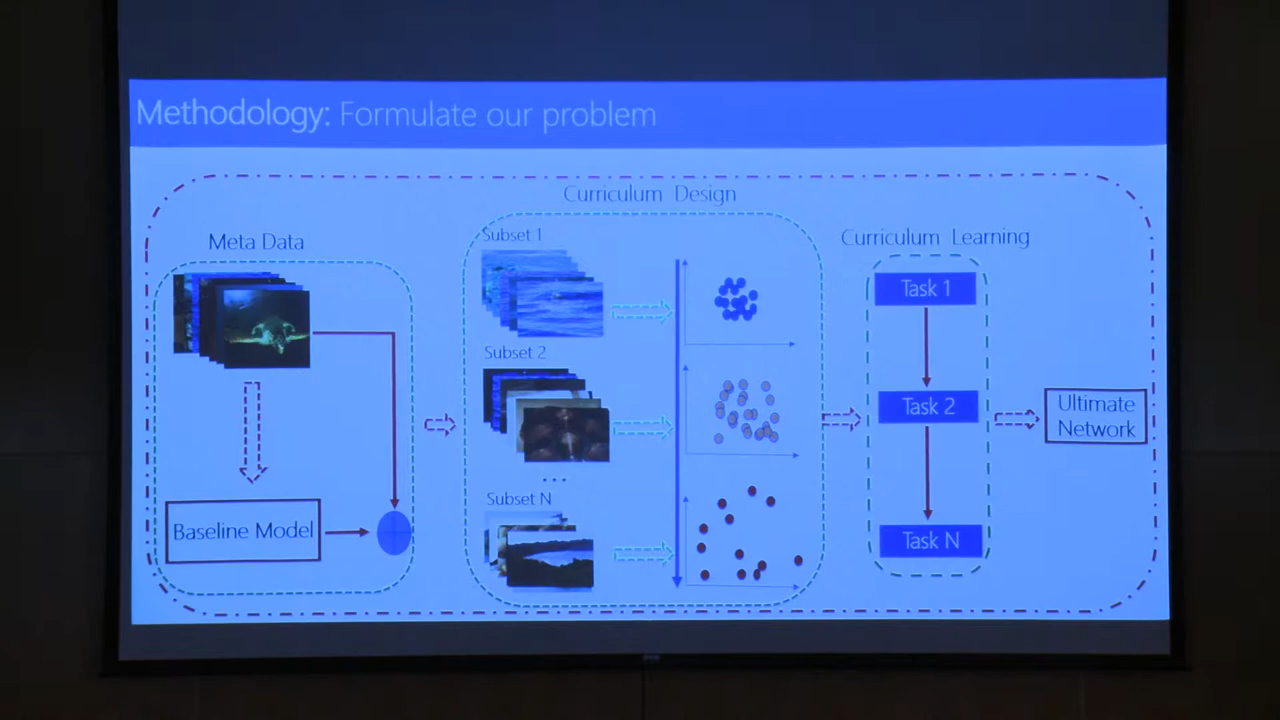 Methodology: Formulate our problem
Curriculum Design
Meta Data
Subset 1
Curriculum Learning
Task 1
Subset 2
Task 2
Ultimate
Network
...
Subset N
Baseline Model
Task N